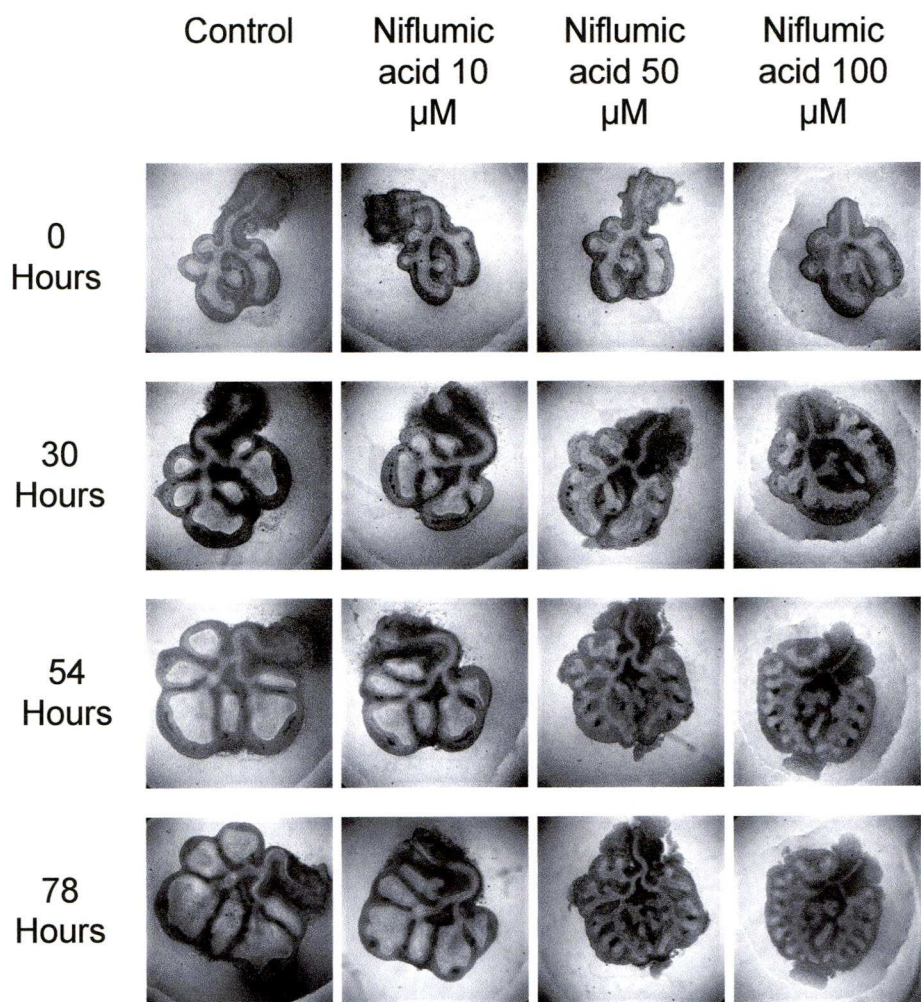 Control
Niflumic
acid 10
µM
Niflumic
acid 50
µM
Niflumic
acid 100
µM
0
Hours
30
Hours
54
Hours
78
Hours